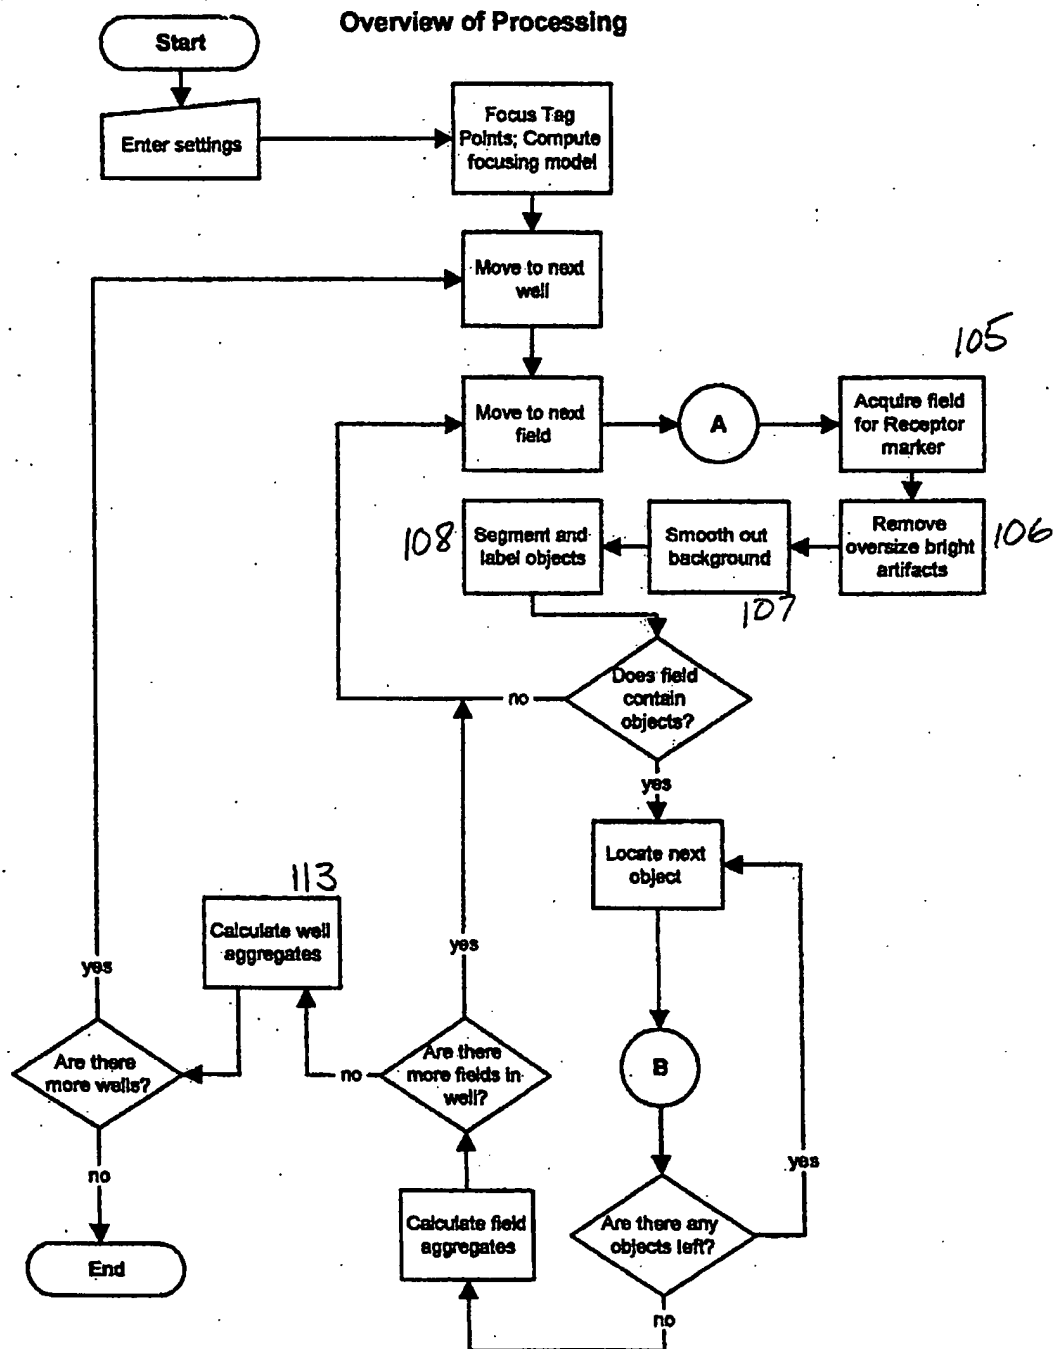 Overview of Processing
Start
Enter settings
Focus Tag
Points; Compute
focusing model
Move to next
well
Move to next
field
A
105
Acquire field
for Receptor
marker
108
Segment and
label objects
Smooth out
background
107
Remove
oversize bright
artifacts
106
Does field
contain
objects?
no
yes
Locate next
object
B
Are there any
objects left?
yes
no
Calculate field
aggregates
Are there
more fields in
well?
yes
no
113
Calculate well
aggregates
Are there
more wells?
yes
no
End